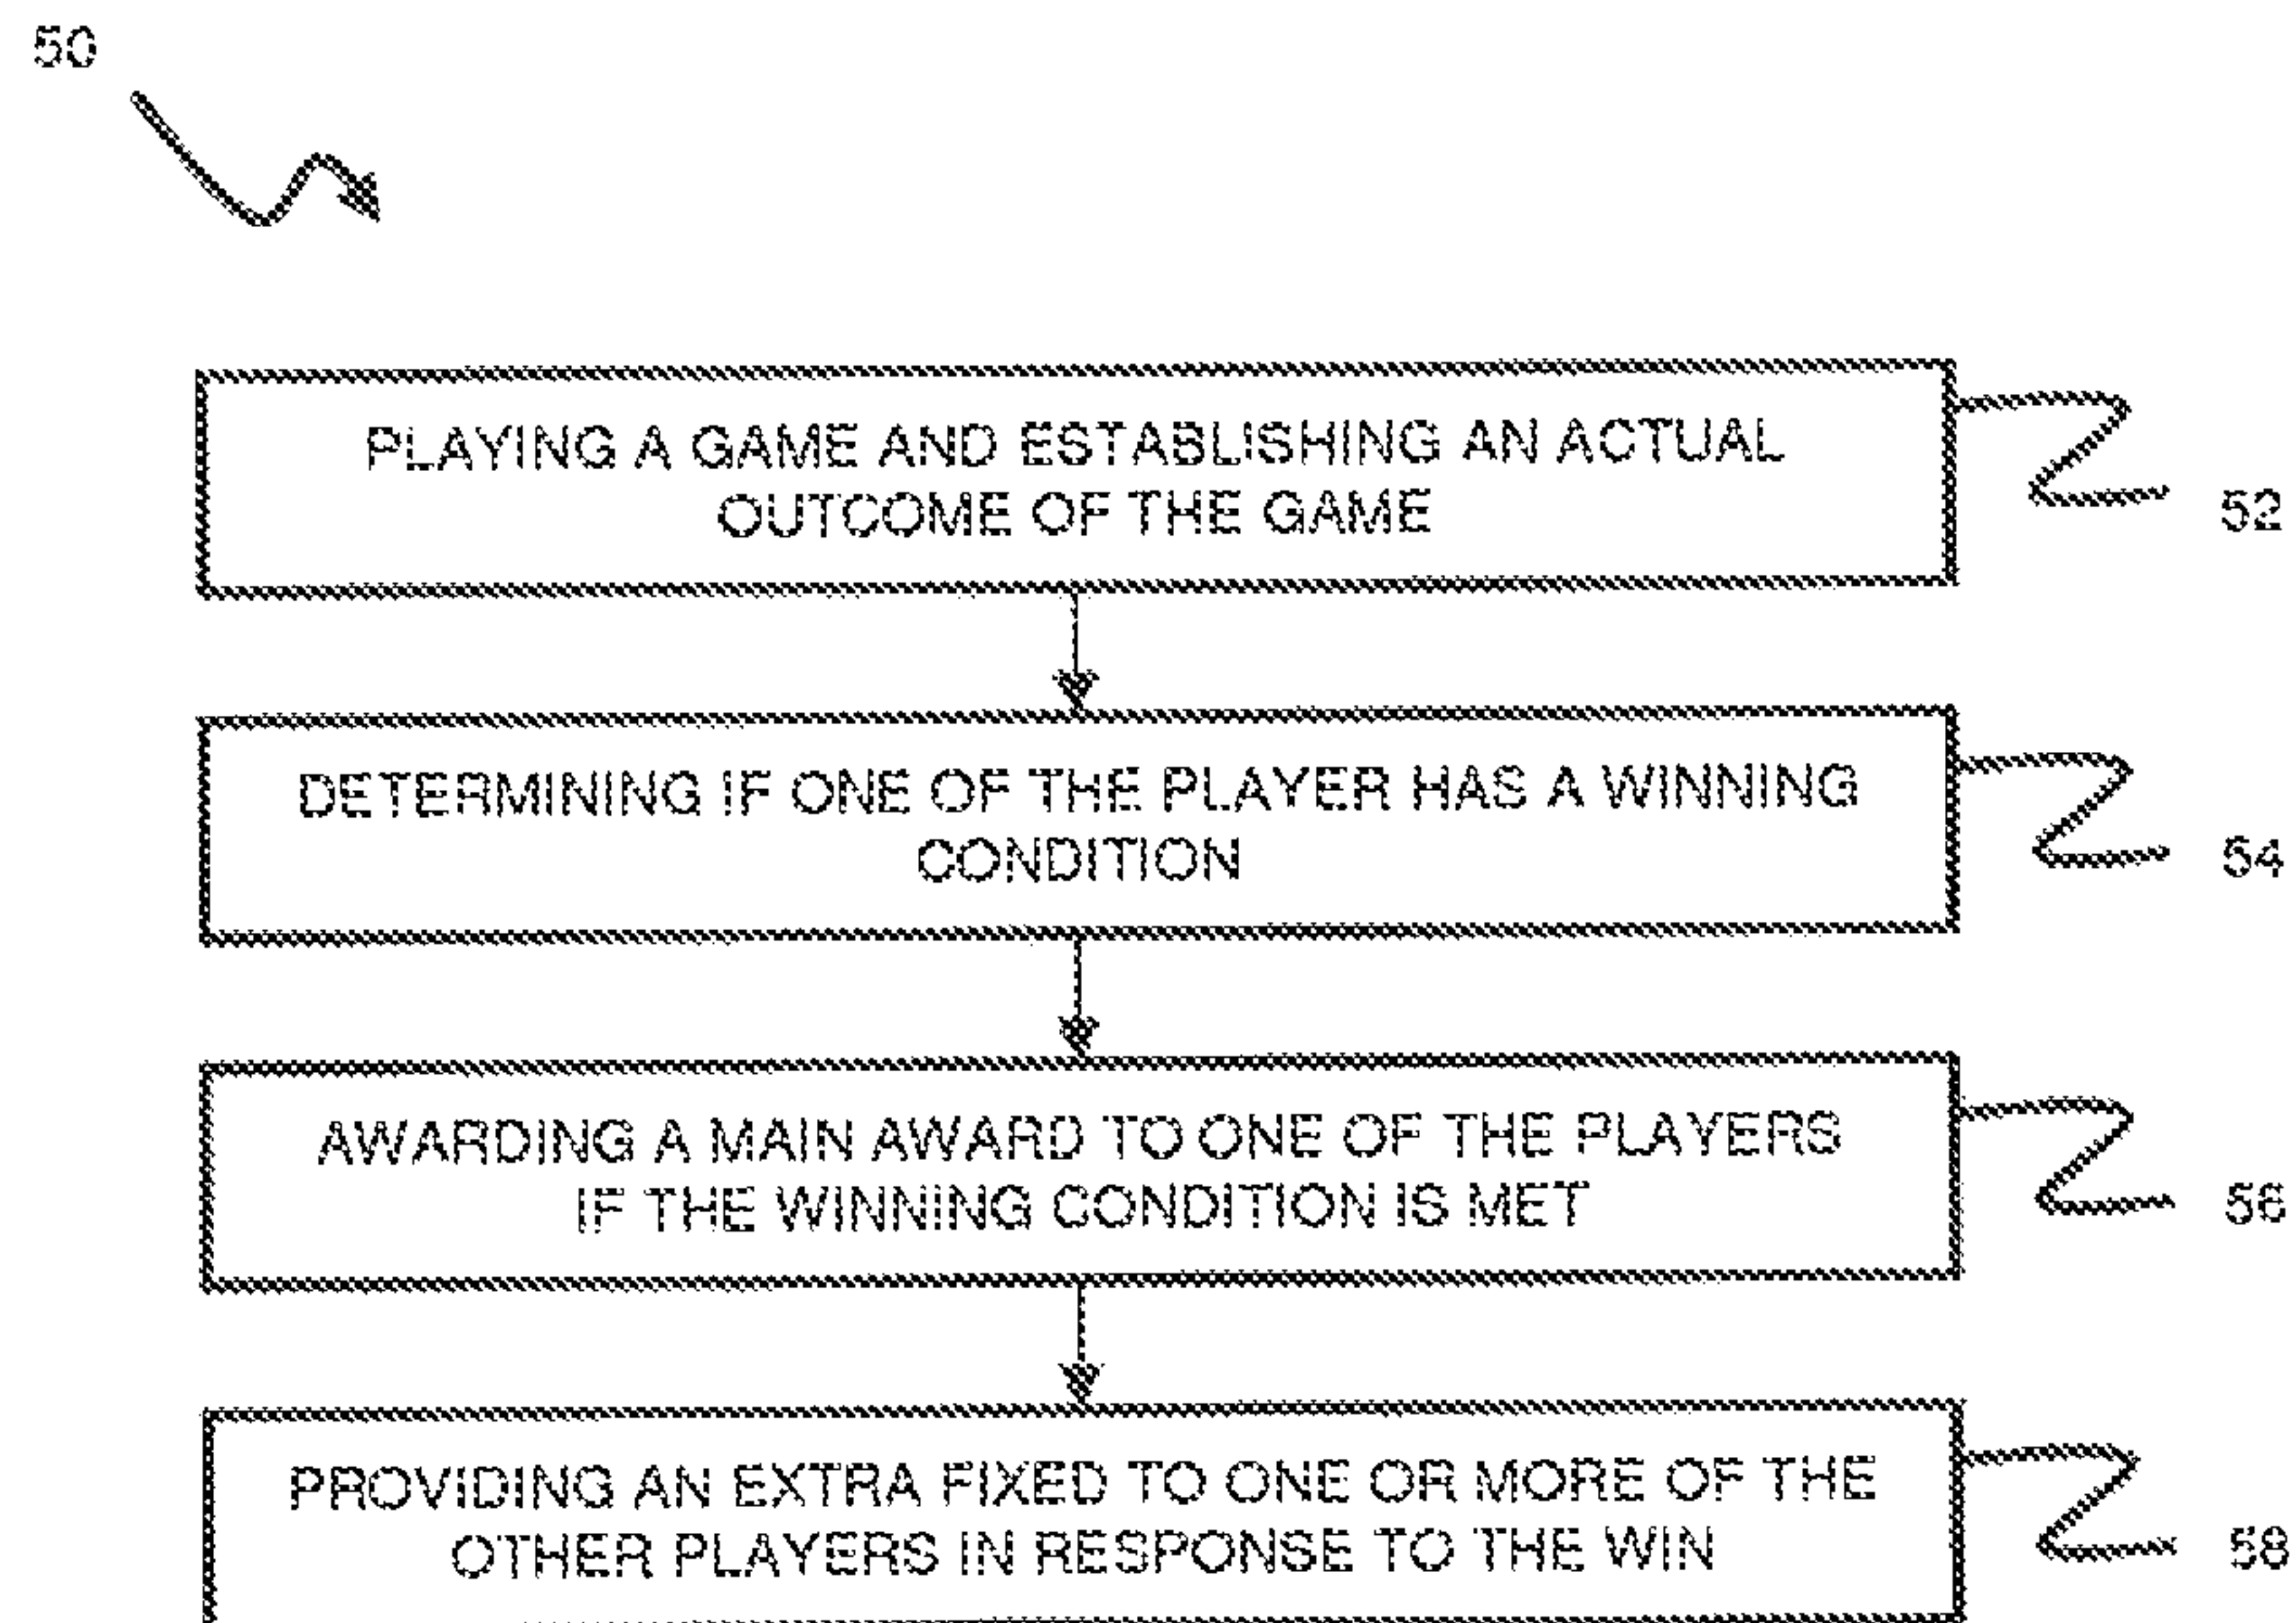 50
PLAYING A GAME AND ESTABLISHING AN ACTUAL
OUTCOME OF THE GAME
52
DETERMINING IF ONE OF THE PLAYER HAS A WINNING
CONDITION
54
AWARDING A MAIN AWARD TO ONE OF THE PLAYERS
IF THE WINNING CONDITION IS MET
56
PROVIDING AN EXTRA FIXED TO ONE OR MORE OF THE
OTHER PLAYERS IN RESPONSE TO THE WIN
58